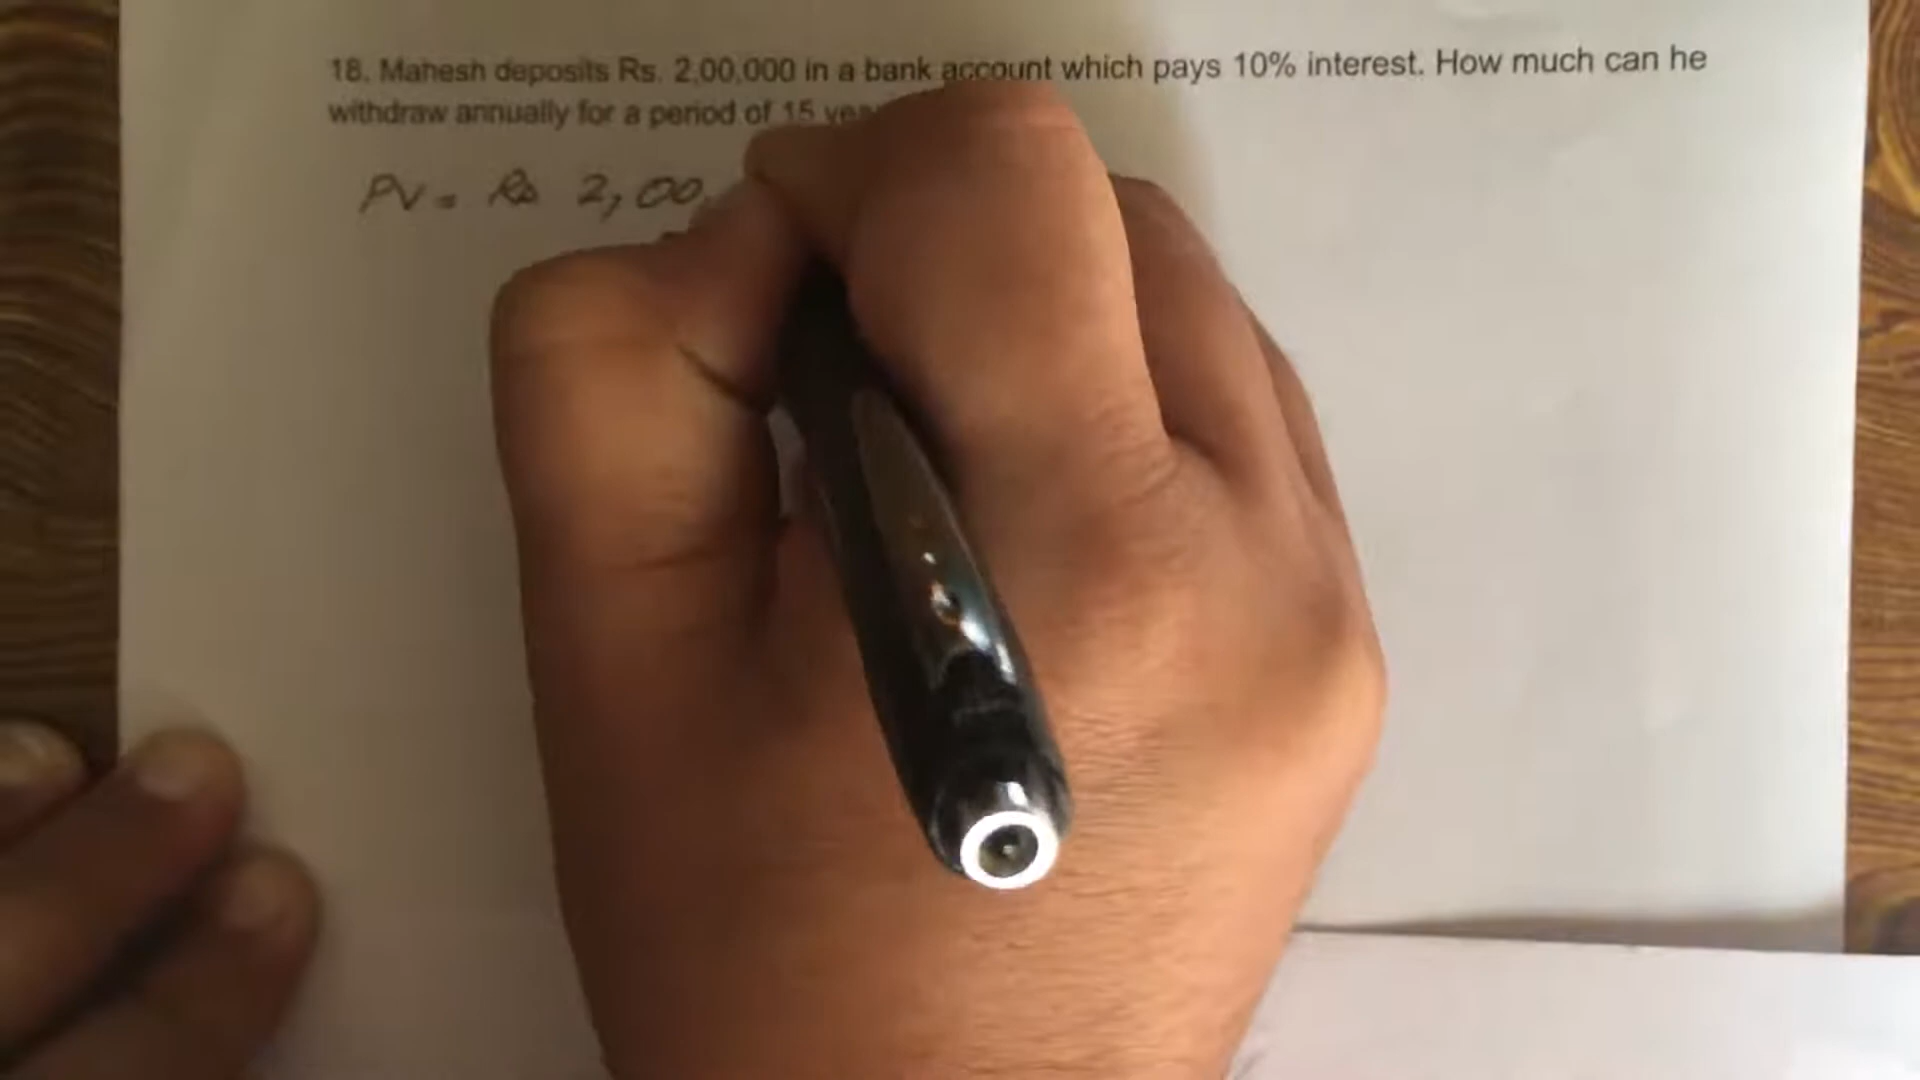 18. Mahesh deposits Rs. 2,00,000 in a bank account which pays 10% interest. How much can he
withdraw annually for a period of 15
PV = Rs 2,00,